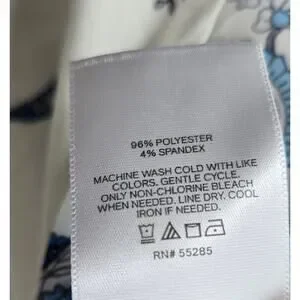 96% POLYESTER
4% SPANDEX
MACHINE WASH COLD WITH LIKE
COLORS. GENTLE CYCLE.
ONLY NON-CHLORINE BLEACH
WHEN NEEDED. LINE DRY. COOL
IRON IF NEEDED.
RN# 55285